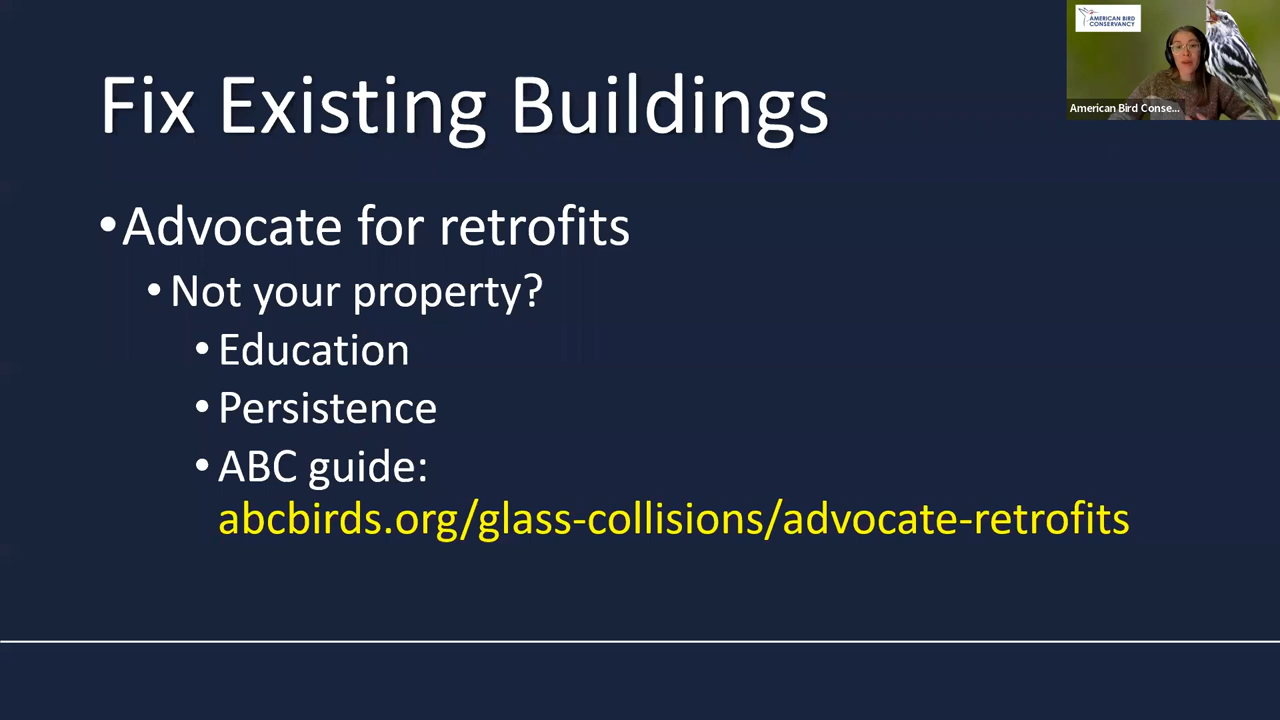 Fix Existing Buildings
AMERICAN BIRD
CONSERVANCY
American Bird Conse...
•Advocate for retrofits
• Not your property?
• Education
• Persistence
• ABC guide:
abcbirds.org/glass-collisions/advocate-retrofits